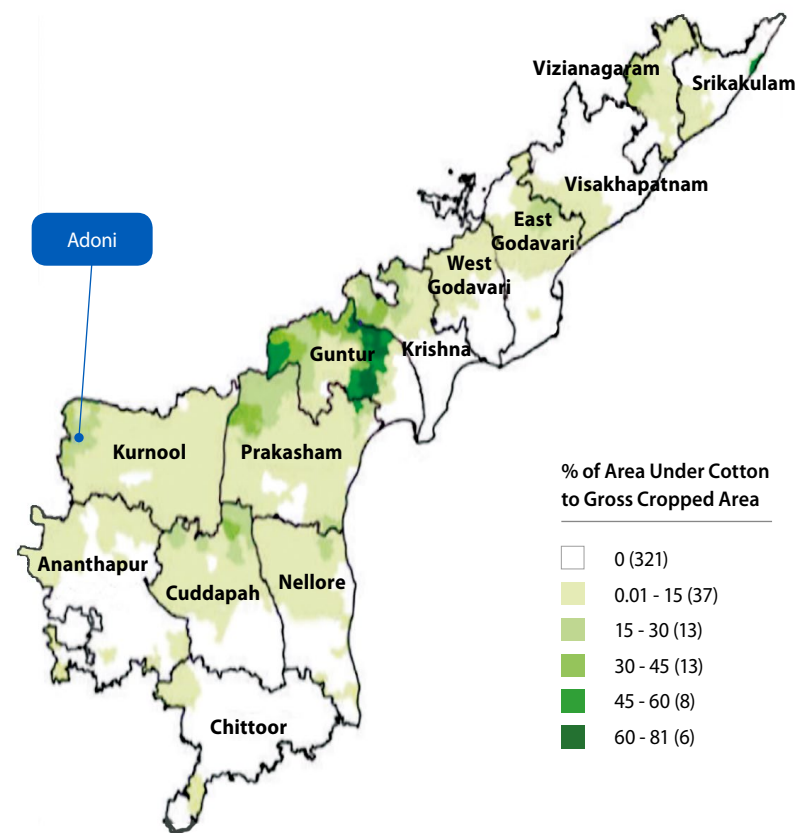 Vizianagaram
Srikakulam
Visakhapatnam
Adoni
East
Godavari
West
Godavari
Guntur
Krishna
Kurnool
Prakasham
Ananthapur
Cuddapah
Nellore
Chittoor
% of Area Under Cotton
to Gross Cropped Area
0 (321)
0.01 - 15 (37)
15 - 30 (13)
30 - 45 (13)
45 - 60 (8)
60 - 81 (6)